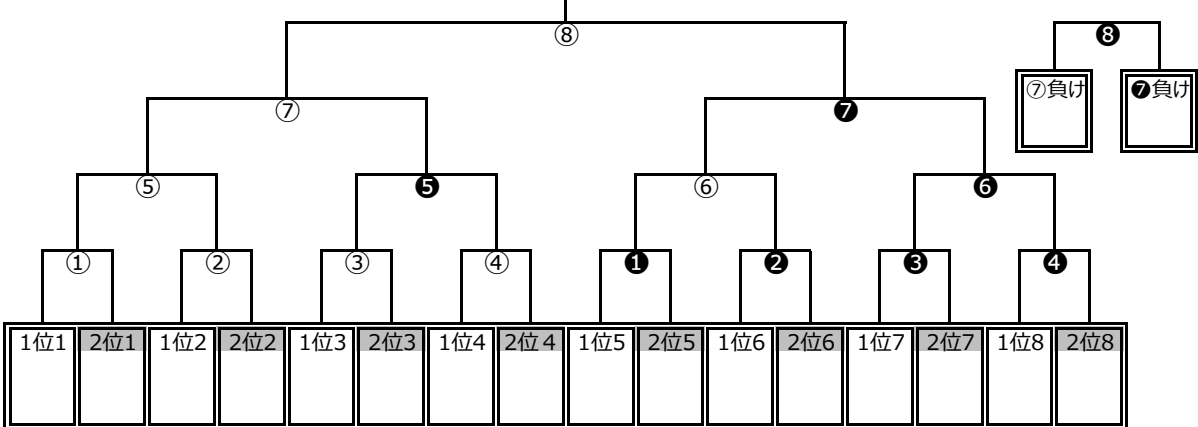 ⑧ ❽
⑦負け ❼負け
⑦ ❼
⑤ ❺ ⑥ ❻
① ② ③ ④ ❶ ❷ ❸ ❹
1位1 2位1 1位2 2位2 1位3 2位3 1位4 2位４ 1位5 2位5 1位6 2位6 1位7 2位7 1位8 2位8